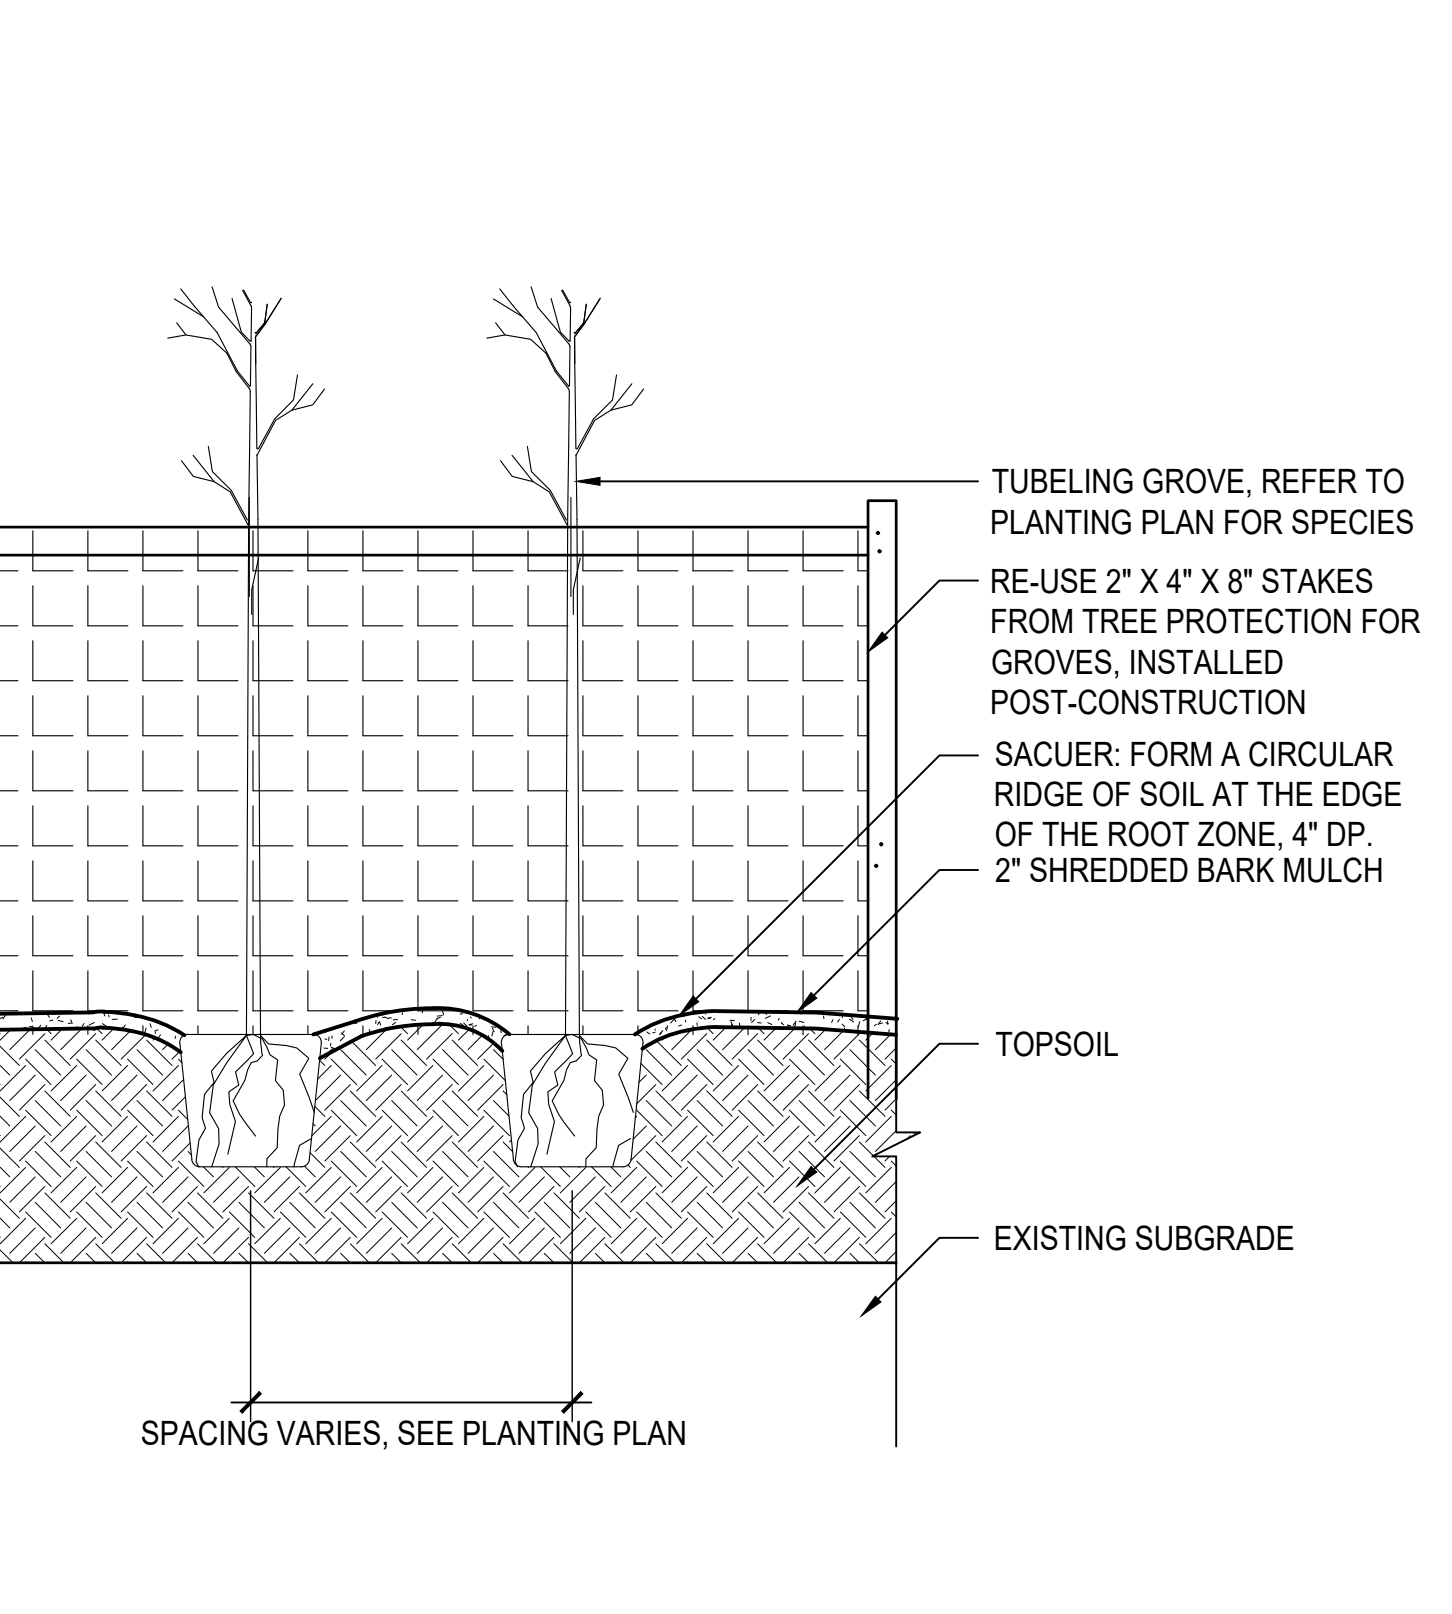 TUBELING GROVE, REFER TO
PLANTING PLAN FOR SPECIES
RE-USE 2" X 4" X 8" STAKES
FROM TREE PROTECTION FOR
GROVES, INSTALLED
POST-CONSTRUCTION
SACUER: FORM A CIRCULAR
RIDGE OF SOIL AT THE EDGE
OF THE ROOT ZONE, 4" DP.
2" SHREDDED BARK MULCH
TOPSOIL
EXISTING SUBGRADE
SPACING VARIES, SEE PLANTING PLAN